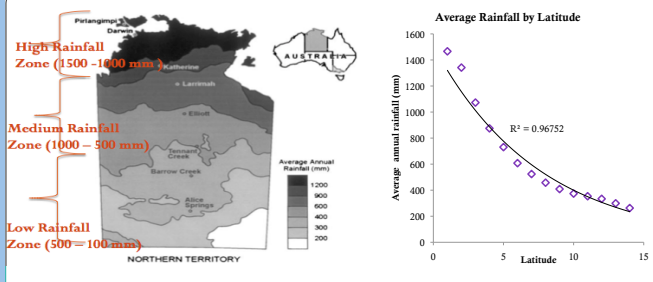 Pirlangimpi
Darwin
High Rainfall
Zone (1500 -1000 mm)
Katherine
Larrimah
Medium Rainfall
Zone (1000 – 500 mm)
Elliott
Tennant
Creek
Barrow Creek
Alice
Springs
Low Rainfall
Zone (500 – 100 mm)
NORTHERN TERRITORY
AUSTRALIA
Average Annual
Rainfall (mm)
1200
900
600
400
300
200
Average Rainfall by Latitude
Average annual rainfall (mm)
1600
1400
1200
1000
800
600
400
200
0
R² = 0.96752
0
5
10
15
Latitude